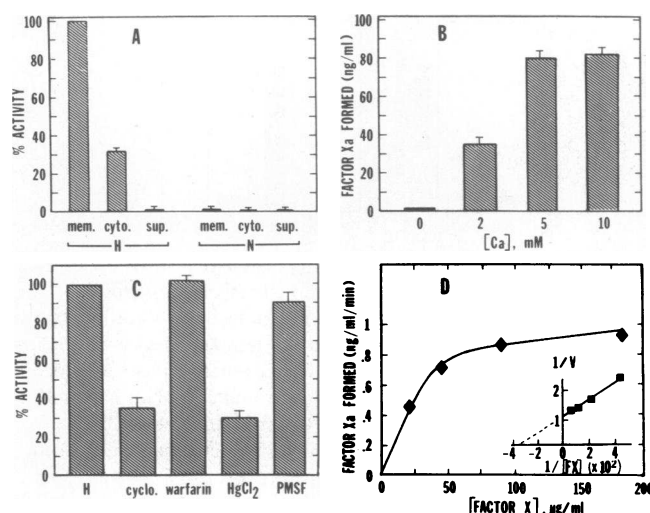 A
% ACTIVITY
100
80
60
40
20
0
mem. cyto. sup. mem. cyto. sup.
H N
B
FACTOR Xa FORMED (ng/ml)
100
80
60
40
20
0
0 2 5 10
[Ca], mM
C
% ACTIVITY
100
80
60
40
20
0
H cyclo. warfarin HgCl2 PMSF
D
FACTOR Xa FORMED (ng/ml/min)
1
.8
.6
.4
.2
0
0 50 100 150 200
[FACTOR X], µg/ml
1/V
2
1
-4 -2 0 2 4
1/[FX] (x10²)